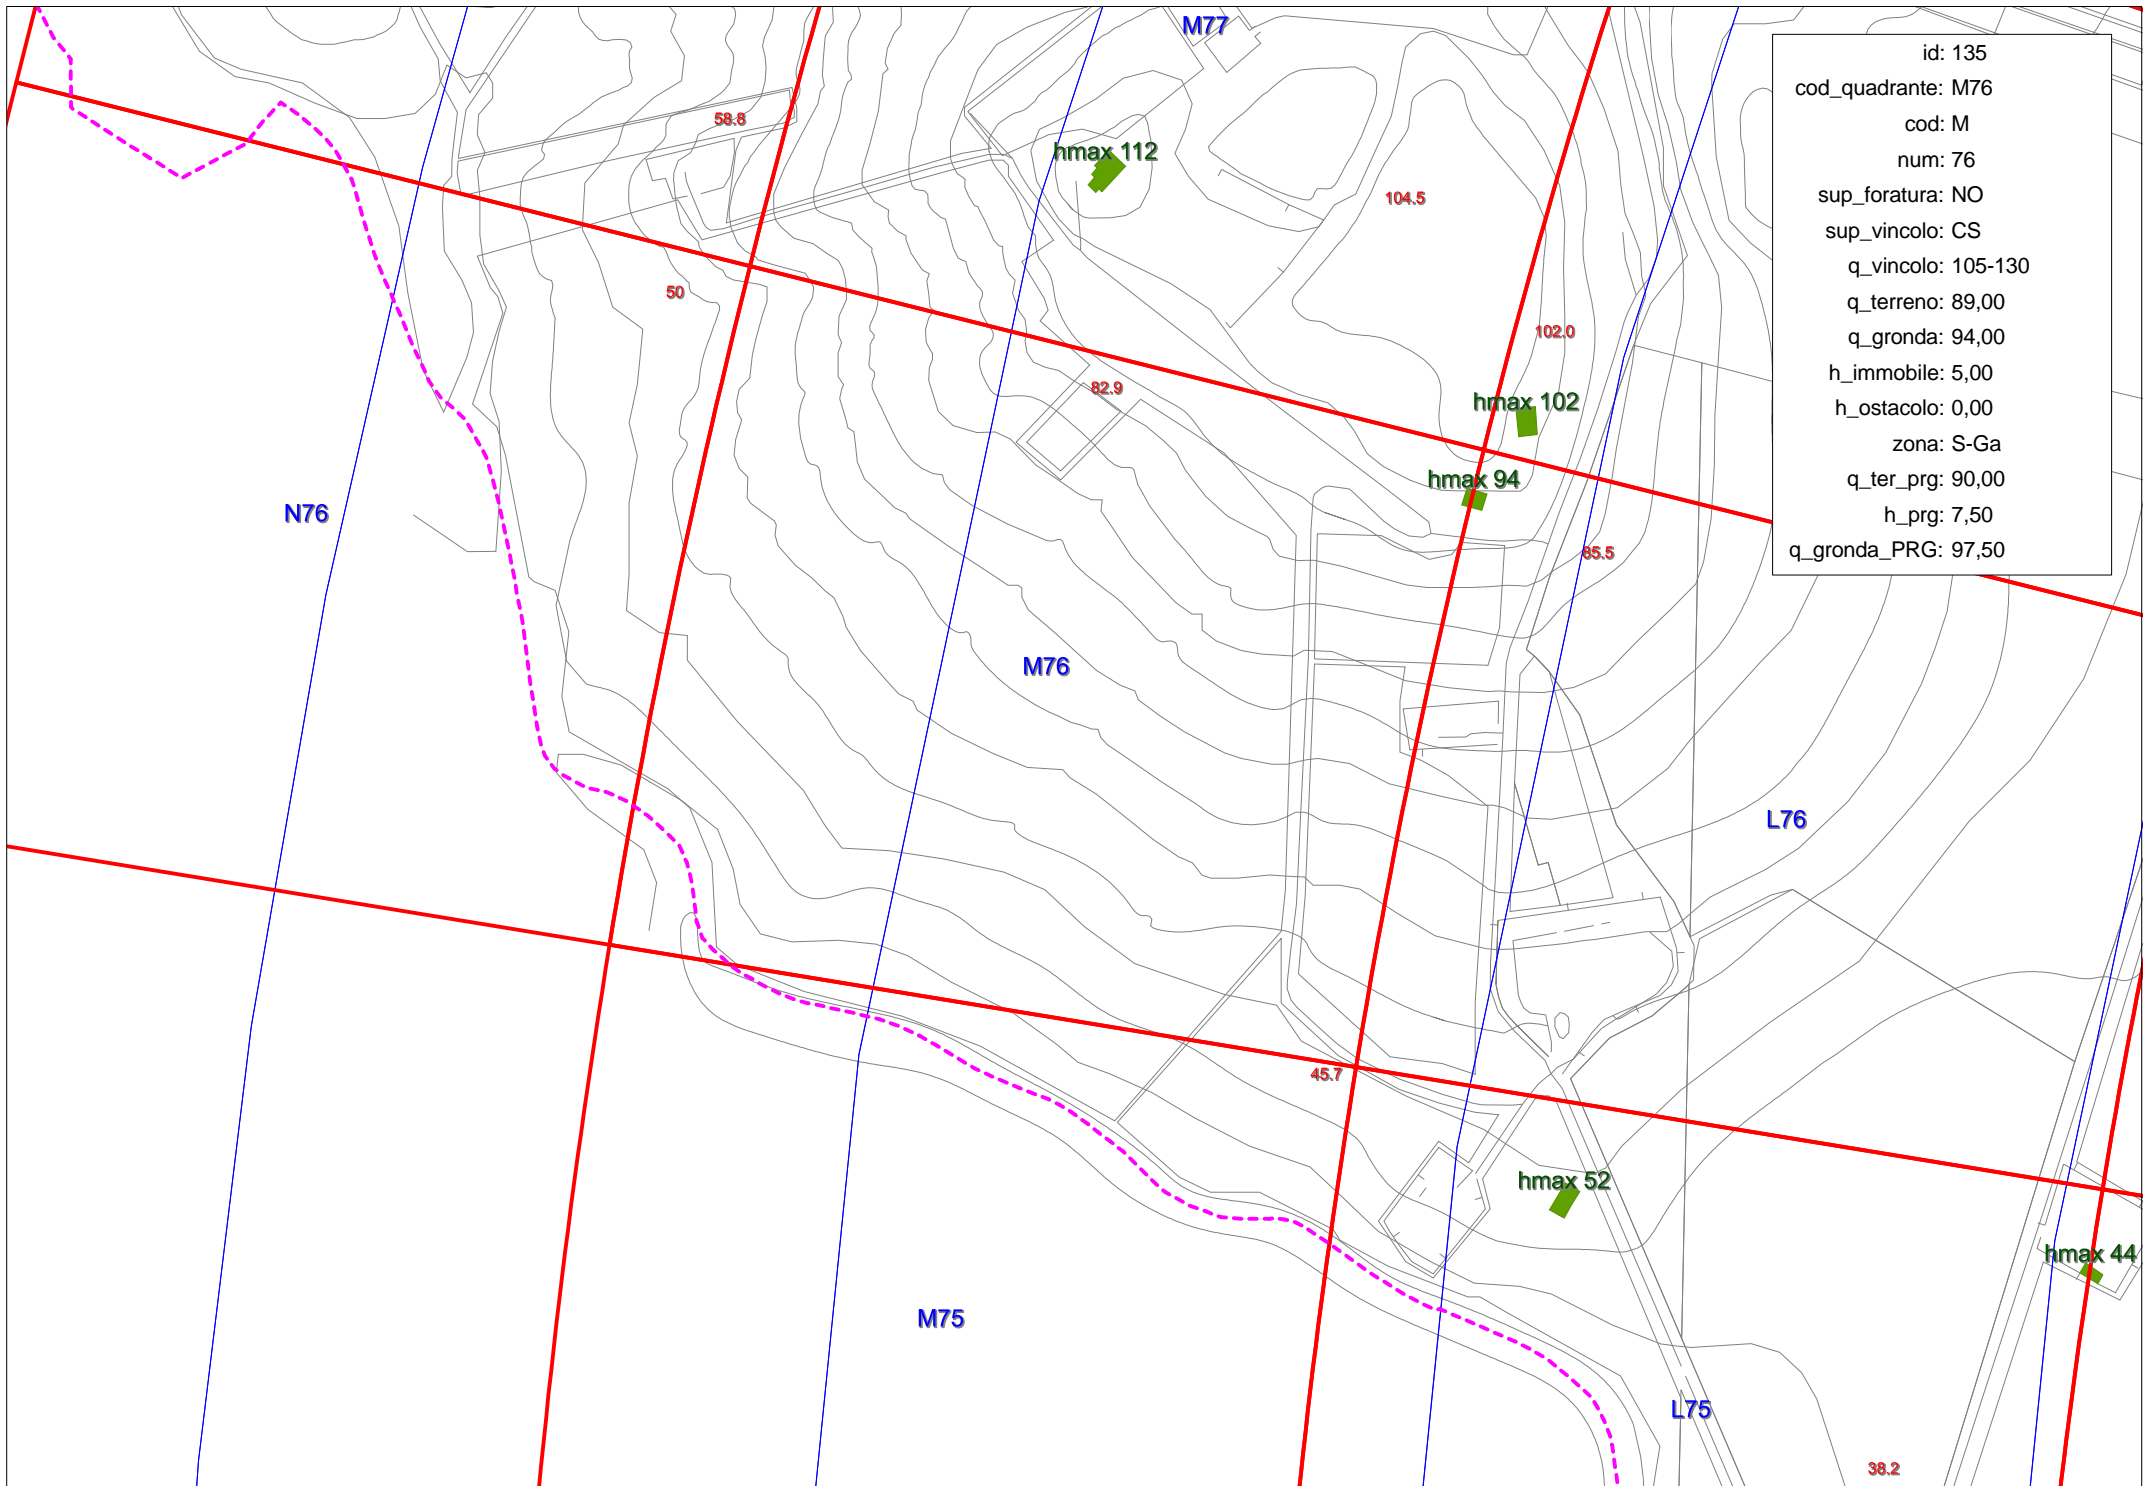 M77
id: 135
cod_quadrante: M76
cod: M
num: 76
sup_foratura: NO
sup_vincolo: CS
q_vincolo: 105-130
q_terreno: 89,00
q_gronda: 94,00
h_immobile: 5,00
h_ostacolo: 0,00
zona: S-Ga
q_ter_prg: 90,00
h_prg: 7,50
q_gronda_PRG: 97,50
58.8
hmax 112
104.5
50
102.0
82.9
hmax 102
hmax 94
N76
85.5
M76
L76
45.7
hmax 52
hmax 44
M75
L75
38.2